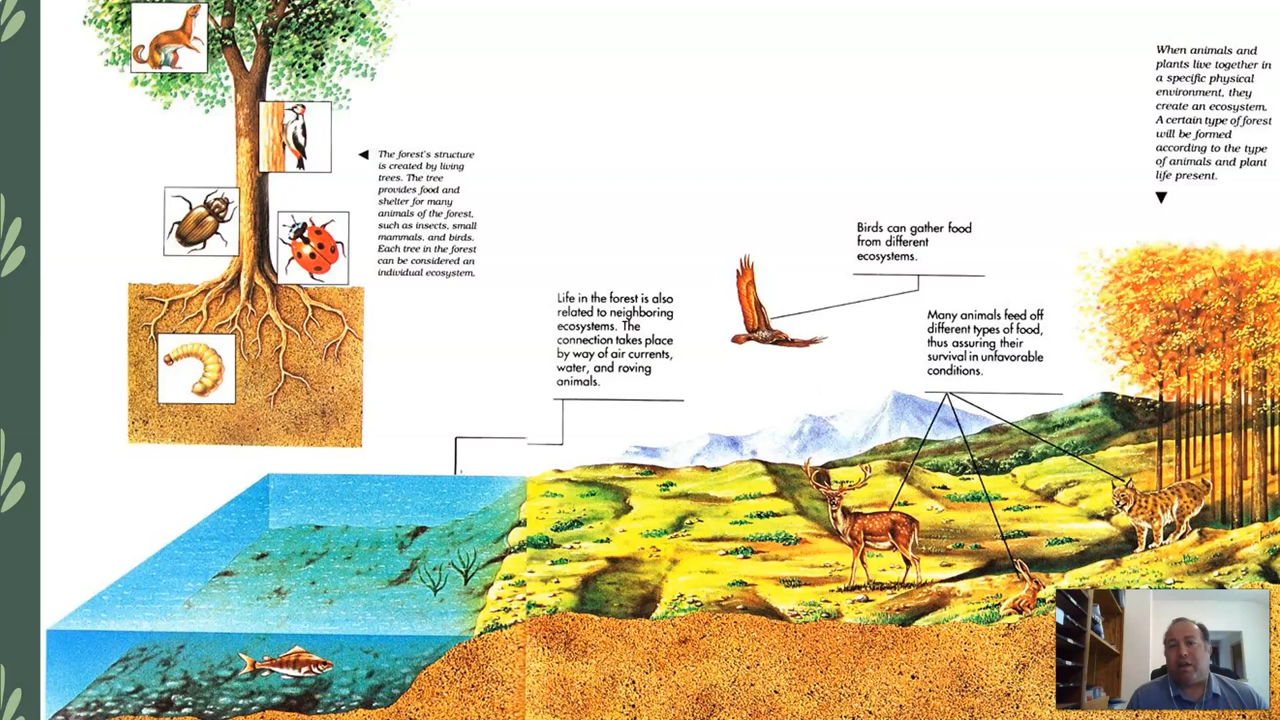 When animals and
plants live together in
a specific physical
environment, they
create an ecosystem.
A certain type of forest
will be formed
according to the type
of animals and plant
life present.
The forest's structure
is created by living
trees. The tree
provides food and
shelter for many
animals of the forest,
such as insects, small
mammals, and birds.
Each tree in the forest
can be considered an
individual ecosystem.
Birds can gather food
from different
ecosystems.
Life in the forest is also
related to neighboring
ecosystems. The
connection takes place
by way of air currents,
water, and roving
animals.
Many animals feed off
different types of food,
thus assuring their
survival in unfavorable
conditions.